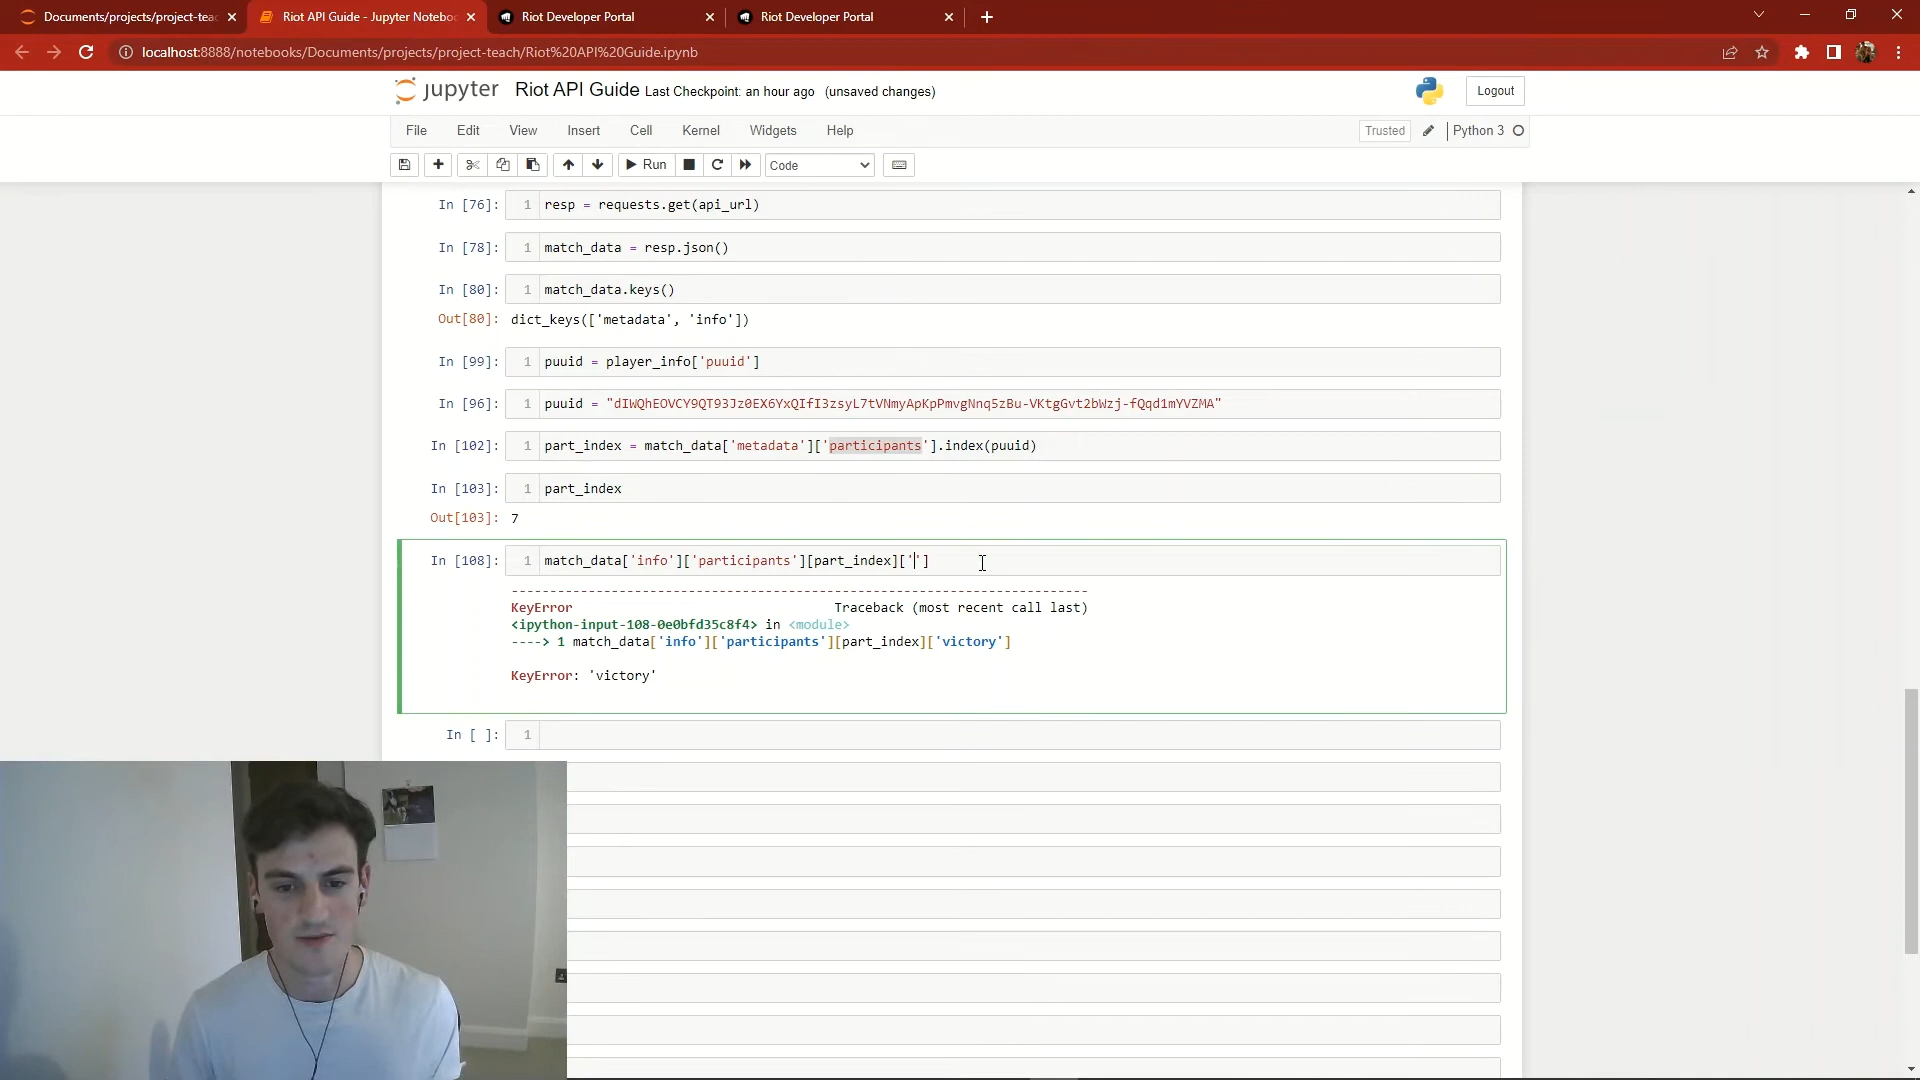 Documents/projects/project-teac
Riot API Guide - Jupyter Notebo
Riot Developer Portal
Riot Developer Portal
localhost:8888/notebooks/Documents/projects/project-teach/Riot%20API%20Guide.ipynb
jupyter Riot API Guide Last Checkpoint: an hour ago (unsaved changes)
Logout
File Edit View Insert Cell Kernel Widgets Help
Trusted Python 3
Run Code
In [76]: 1 resp = requests.get(api_url)
In [78]: 1 match_data = resp.json()
In [80]: 1 match_data.keys()
Out[80]: dict_keys(['metadata', 'info'])
In [99]: 1 puuid = player_info['puuid']
In [96]: 1 puuid = "dIWQhEOVCY9QT93Jz0EX6YxQIfI3zsyL7tVNmyApKpPmvgNnq5zBu-VKtgGvt2bWzj-fQqd1mYVZMA"
In [102]: 1 part_index = match_data['metadata']['participants'].index(puuid)
In [103]: 1 part_index
Out[103]: 7
In [108]: 1 match_data['info']['participants'][part_index]['']
---------------------------------------------------------------------------
KeyError Traceback (most recent call last)
<ipython-input-108-0e0bfd35c8f4> in <module>
----> 1 match_data['info']['participants'][part_index]['victory']
KeyError: 'victory'
In [ ]: 1